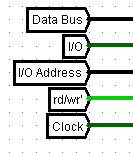 Data Bus
I/O
I/O Address
rd/wr'
Clock